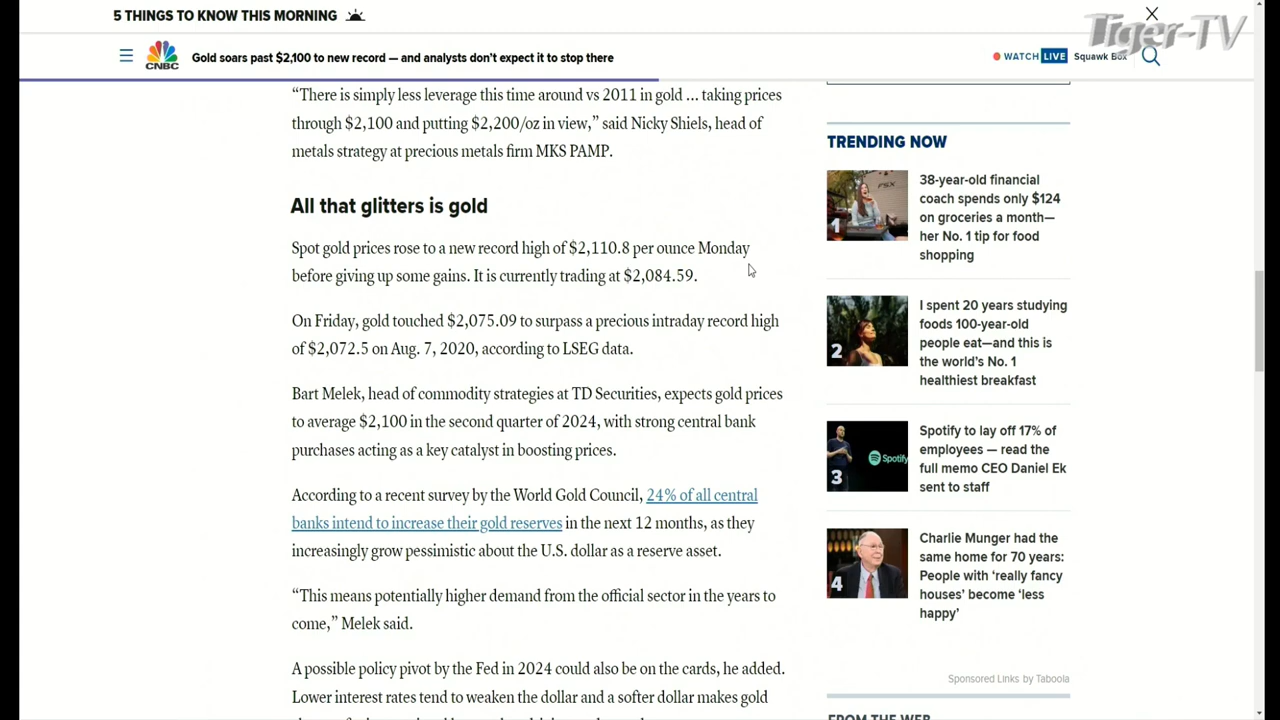 5 THINGS TO KNOW THIS MORNING
Tiger-TV
CNBC
Gold soars past $2,100 to new record — and analysts don't expect it to stop there
WATCH LIVE Squawk Box
“There is simply less leverage this time around vs 2011 in gold ... taking prices
through $2,100 and putting $2,200/oz in view,” said Nicky Shiels, head of
metals strategy at precious metals firm MKS PAMP.
All that glitters is gold
Spot gold prices rose to a new record high of $2,110.8 per ounce Monday
before giving up some gains. It is currently trading at $2,084.59.
On Friday, gold touched $2,075.09 to surpass a precious intraday record high
of $2,072.5 on Aug. 7, 2020, according to LSEG data.
Bart Melek, head of commodity strategies at TD Securities, expects gold prices
to average $2,100 in the second quarter of 2024, with strong central bank
purchases acting as a key catalyst in boosting prices.
According to a recent survey by the World Gold Council, 24% of all central
banks intend to increase their gold reserves in the next 12 months, as they
increasingly grow pessimistic about the U.S. dollar as a reserve asset.
“This means potentially higher demand from the official sector in the years to
come,” Melek said.
A possible policy pivot by the Fed in 2024 could also be on the cards, he added.
Lower interest rates tend to weaken the dollar and a softer dollar makes gold
TRENDING NOW
1
38-year-old financial
coach spends only $124
on groceries a month—
her No. 1 tip for food
shopping
2
I spent 20 years studying
foods 100-year-old
people eat—and this is
the world's No. 1
healthiest breakfast
3
Spotify
Spotify to lay off 17% of
employees — read the
full memo CEO Daniel Ek
sent to staff
4
Charlie Munger had the
same home for 70 years:
People with ‘really fancy
houses’ become ‘less
happy’
Sponsored Links by Taboola
FROM THE WEB